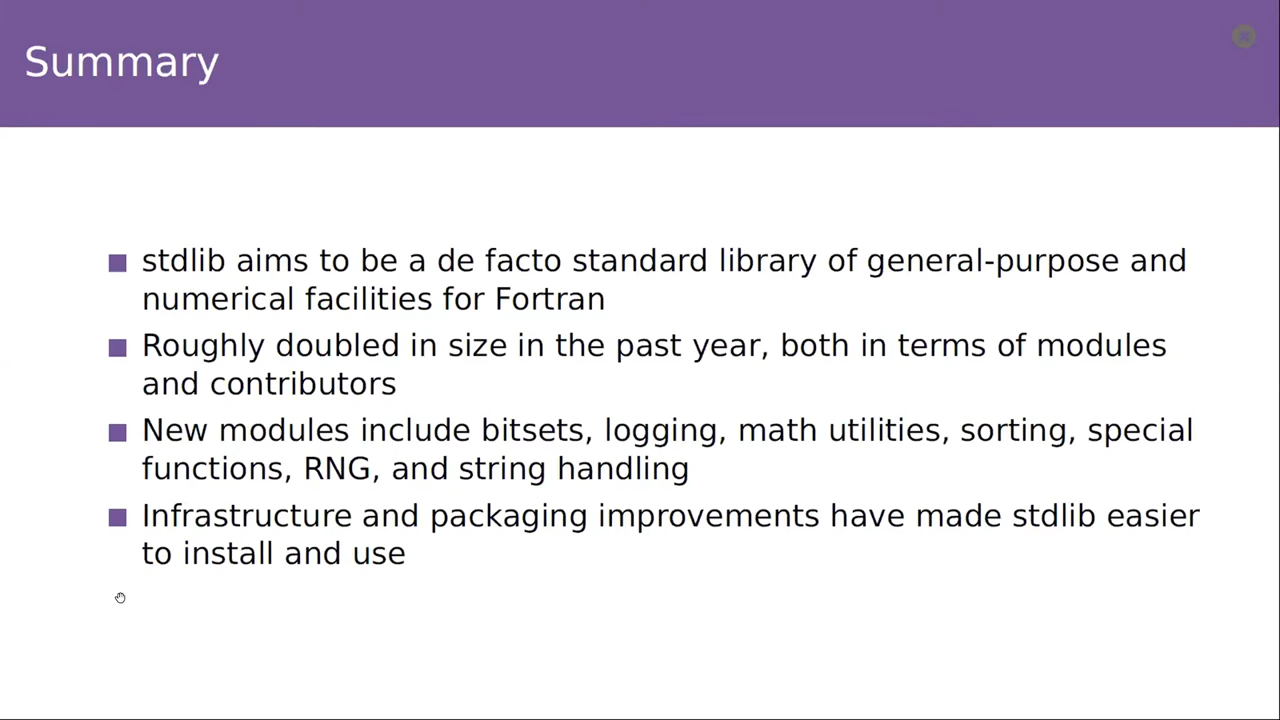 Summary
stdlib aims to be a de facto standard library of general-purpose and
numerical facilities for Fortran
Roughly doubled in size in the past year, both in terms of modules
and contributors
New modules include bitsets, logging, math utilities, sorting, special
functions, RNG, and string handling
Infrastructure and packaging improvements have made stdlib easier
to install and use